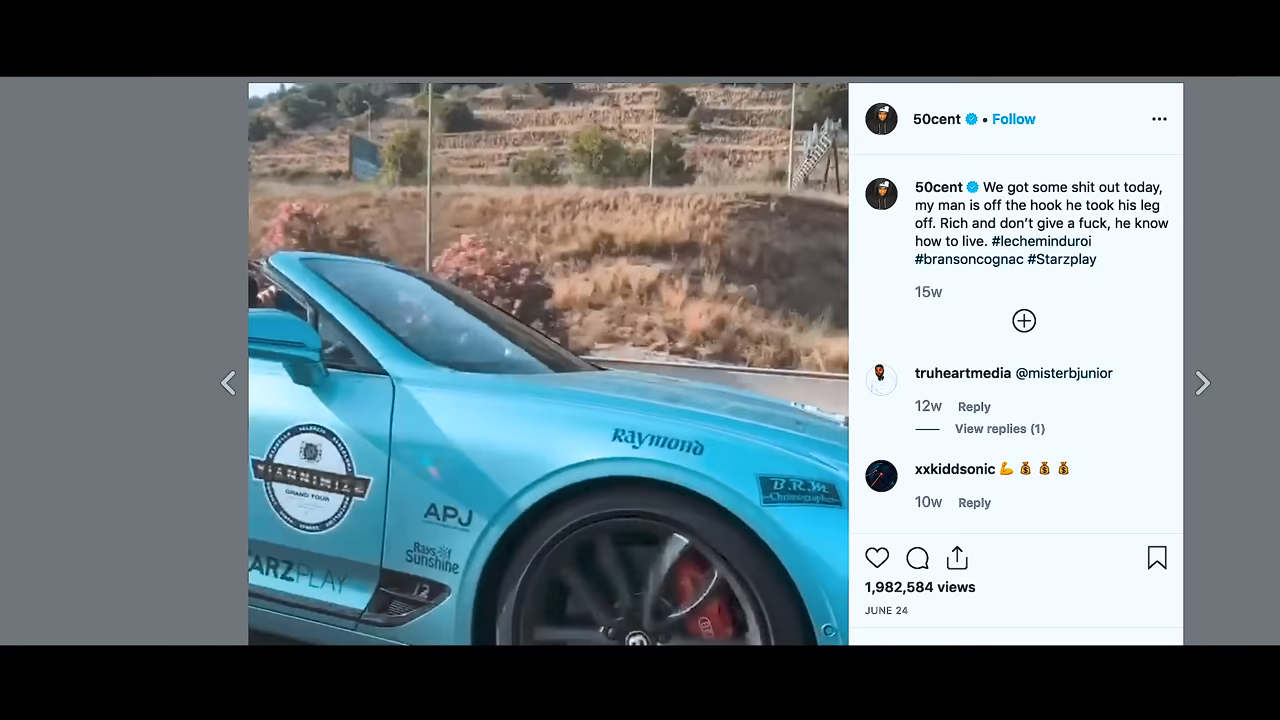 50cent • Follow
50cent We got some shit out today,
my man is off the hook he took his leg
off. Rich and don’t give a fuck, he know
how to live. #lecheminduroi
#bransoncognac #Starzplay
15w
truheartmedia @misterbjunior
12w Reply
View replies (1)
xxkiddsonic
10w Reply
1,982,584 views
JUNE 24
Raymond
B.R.M
Chronographes
GRAND TOUR
APJ
Rays of
Sunshine
ARZPLAY
12